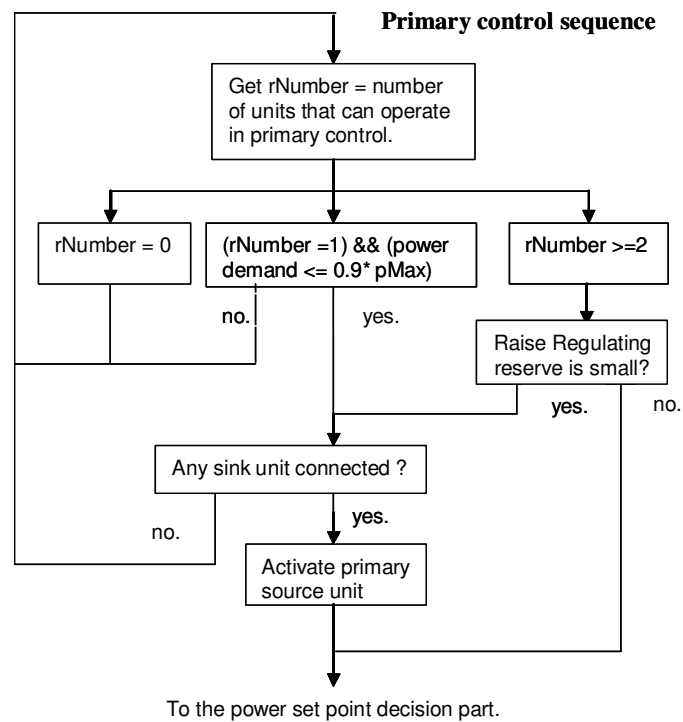 Primary control sequence
Get rNumber = number
of units that can operate
in primary control.
rNumber = 0
(rNumber =1) && (power
demand <= 0.9* pMax)
rNumber >=2
no.
yes.
Raise Regulating
reserve is small?
yes.
no.
Any sink unit connected ?
no.
yes.
Activate primary
source unit
To the power set point decision part.